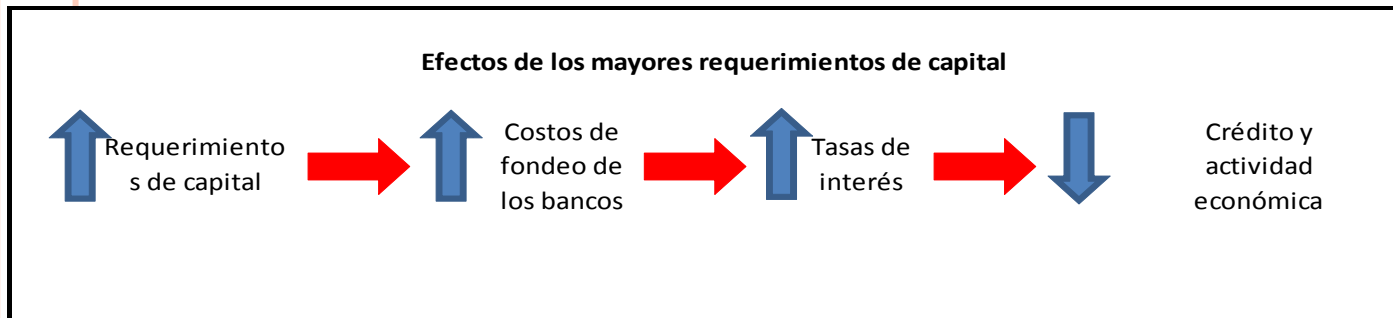 Efectos de los mayores requerimientos de capital
Requerimiento
s de capital
Costos de
fondeo de
los bancos
Tasas de
interés
Crédito y
actividad
económica